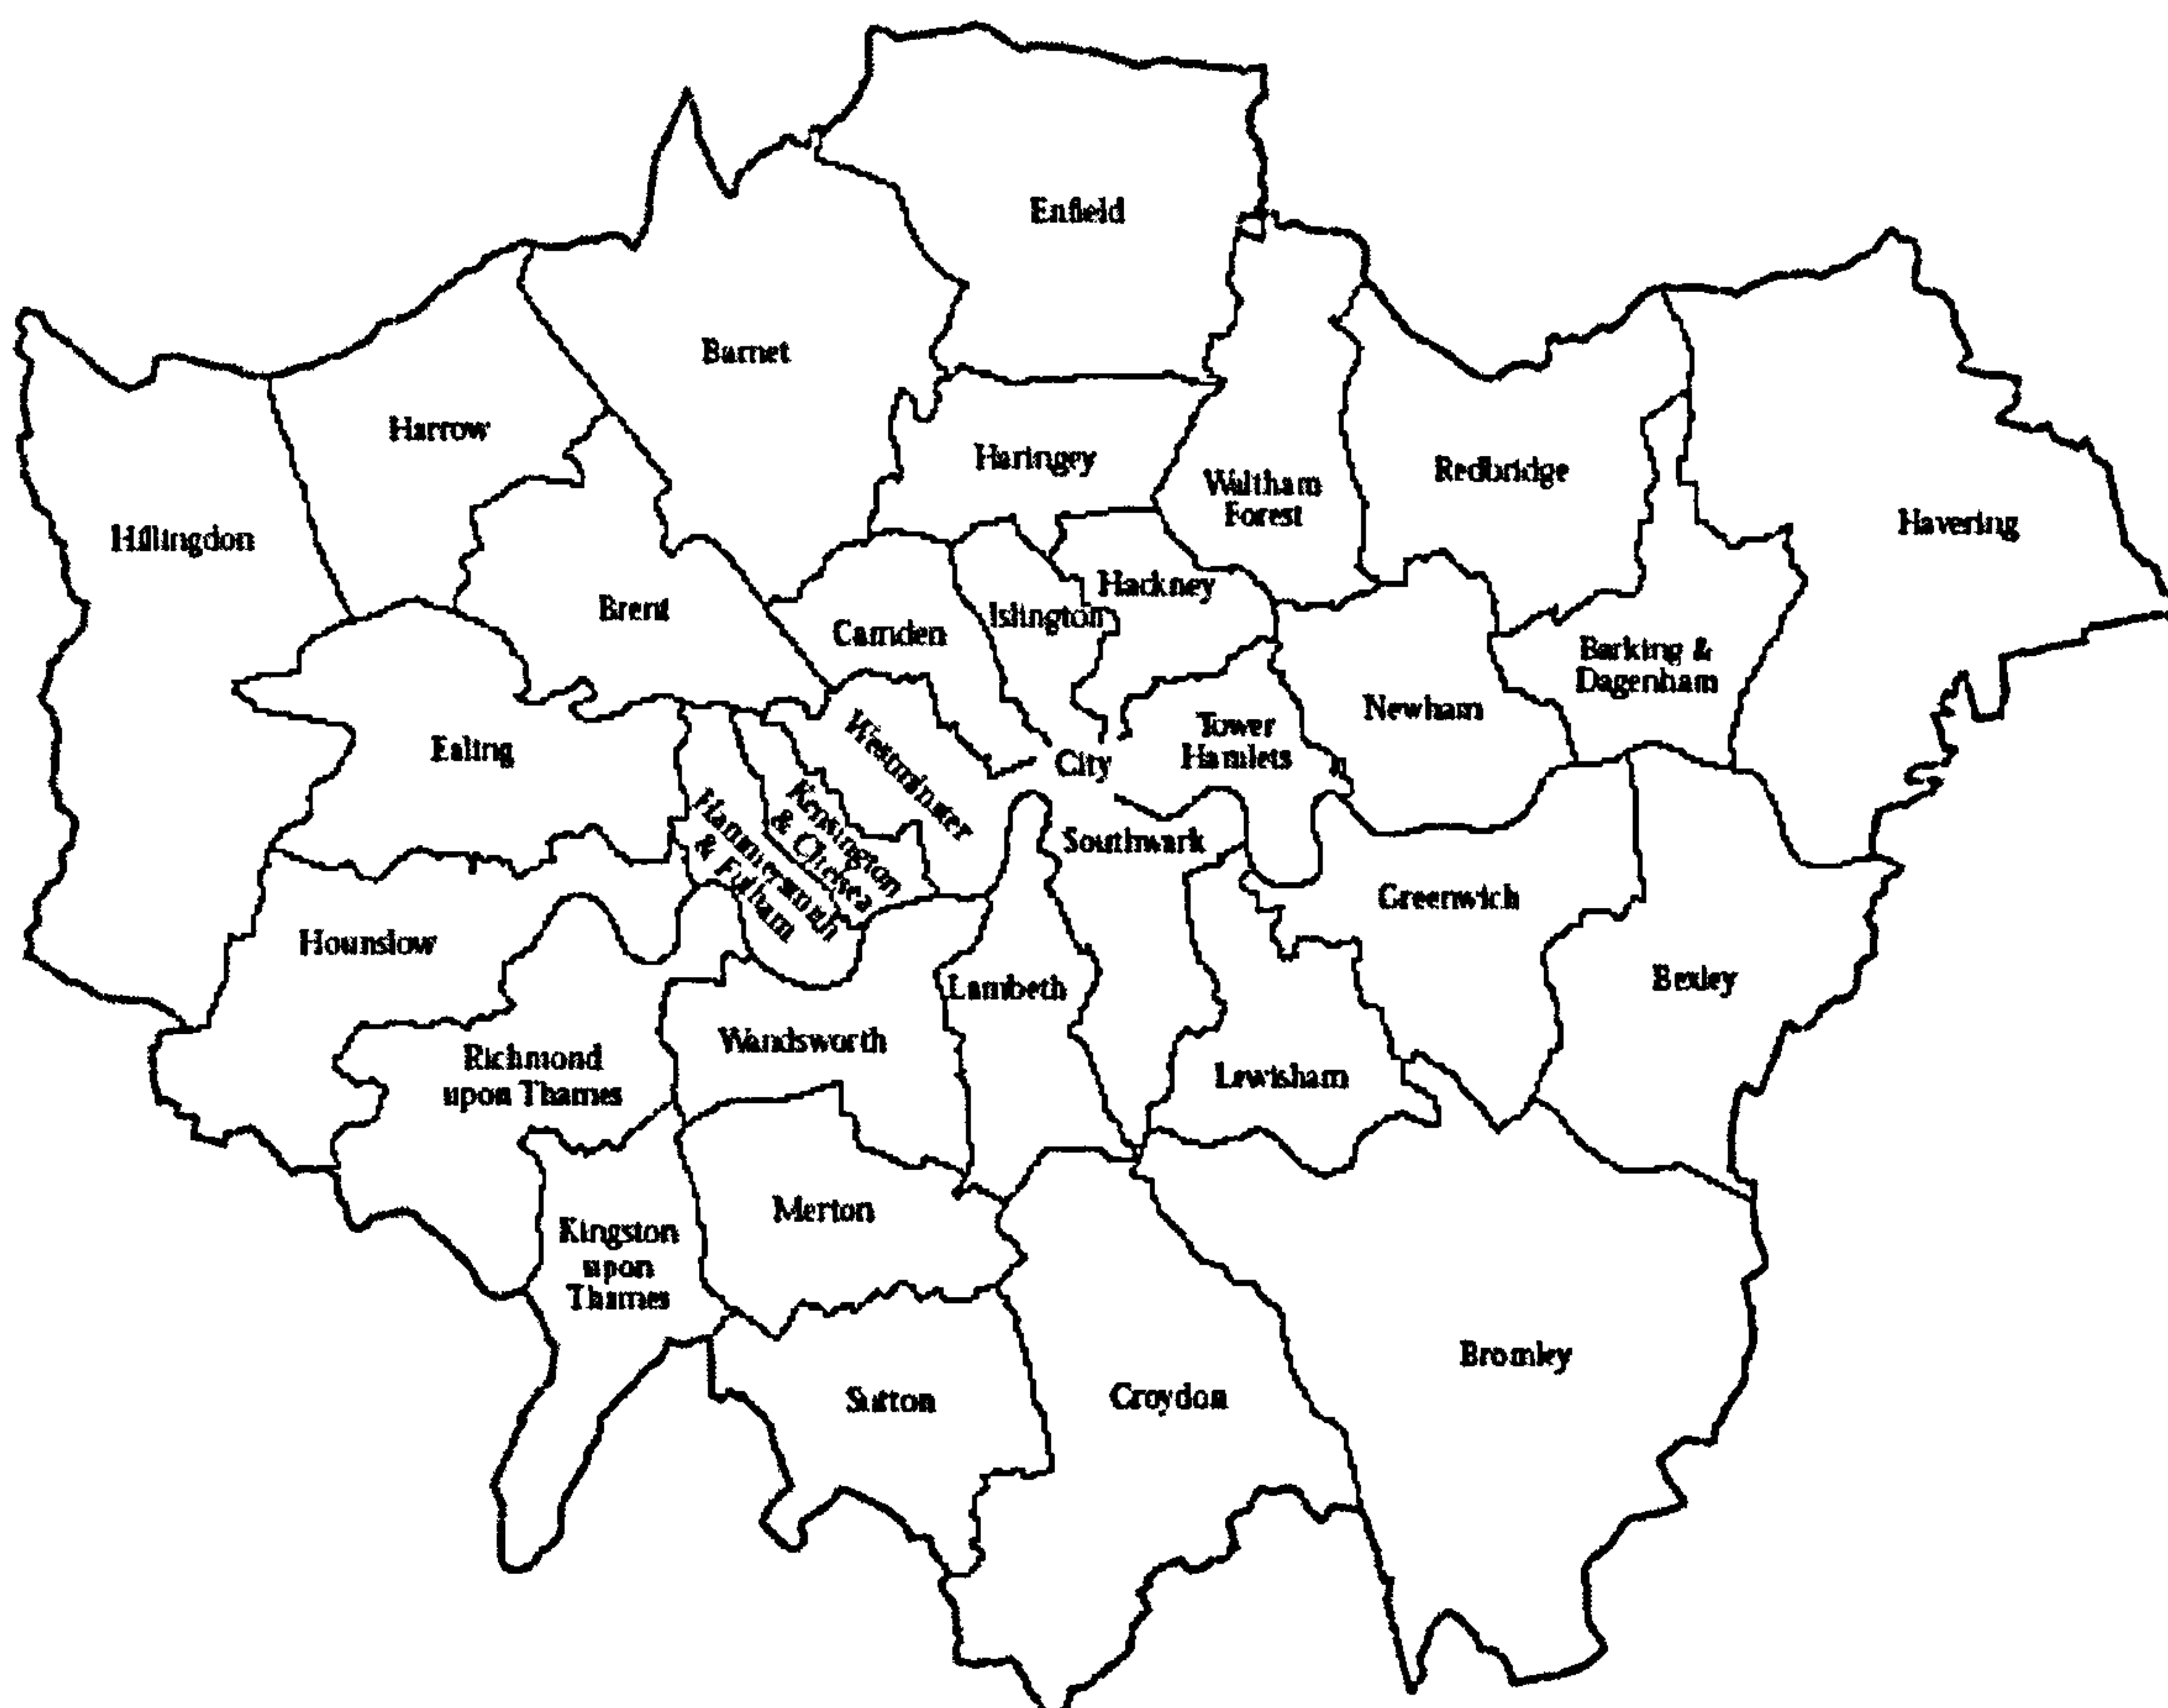 Enfield
Barnet
Harrow
Haringey
Waltham
Forest
Redbridge
Havering
Hillingdon
Brent
Camden
Islington
Hackney
Barking &
Dagenham
Newham
Tower
Hamlets
Ealing
Westminster
City
Kensington
& Chelsea
Hammersmith
& Fulham
Southwark
Greenwich
Hounslow
Bexley
Lambeth
Wandsworth
Richmond
upon Thames
Lewisham
Merton
Kingston
upon
Thames
Bromley
Sutton
Croydon